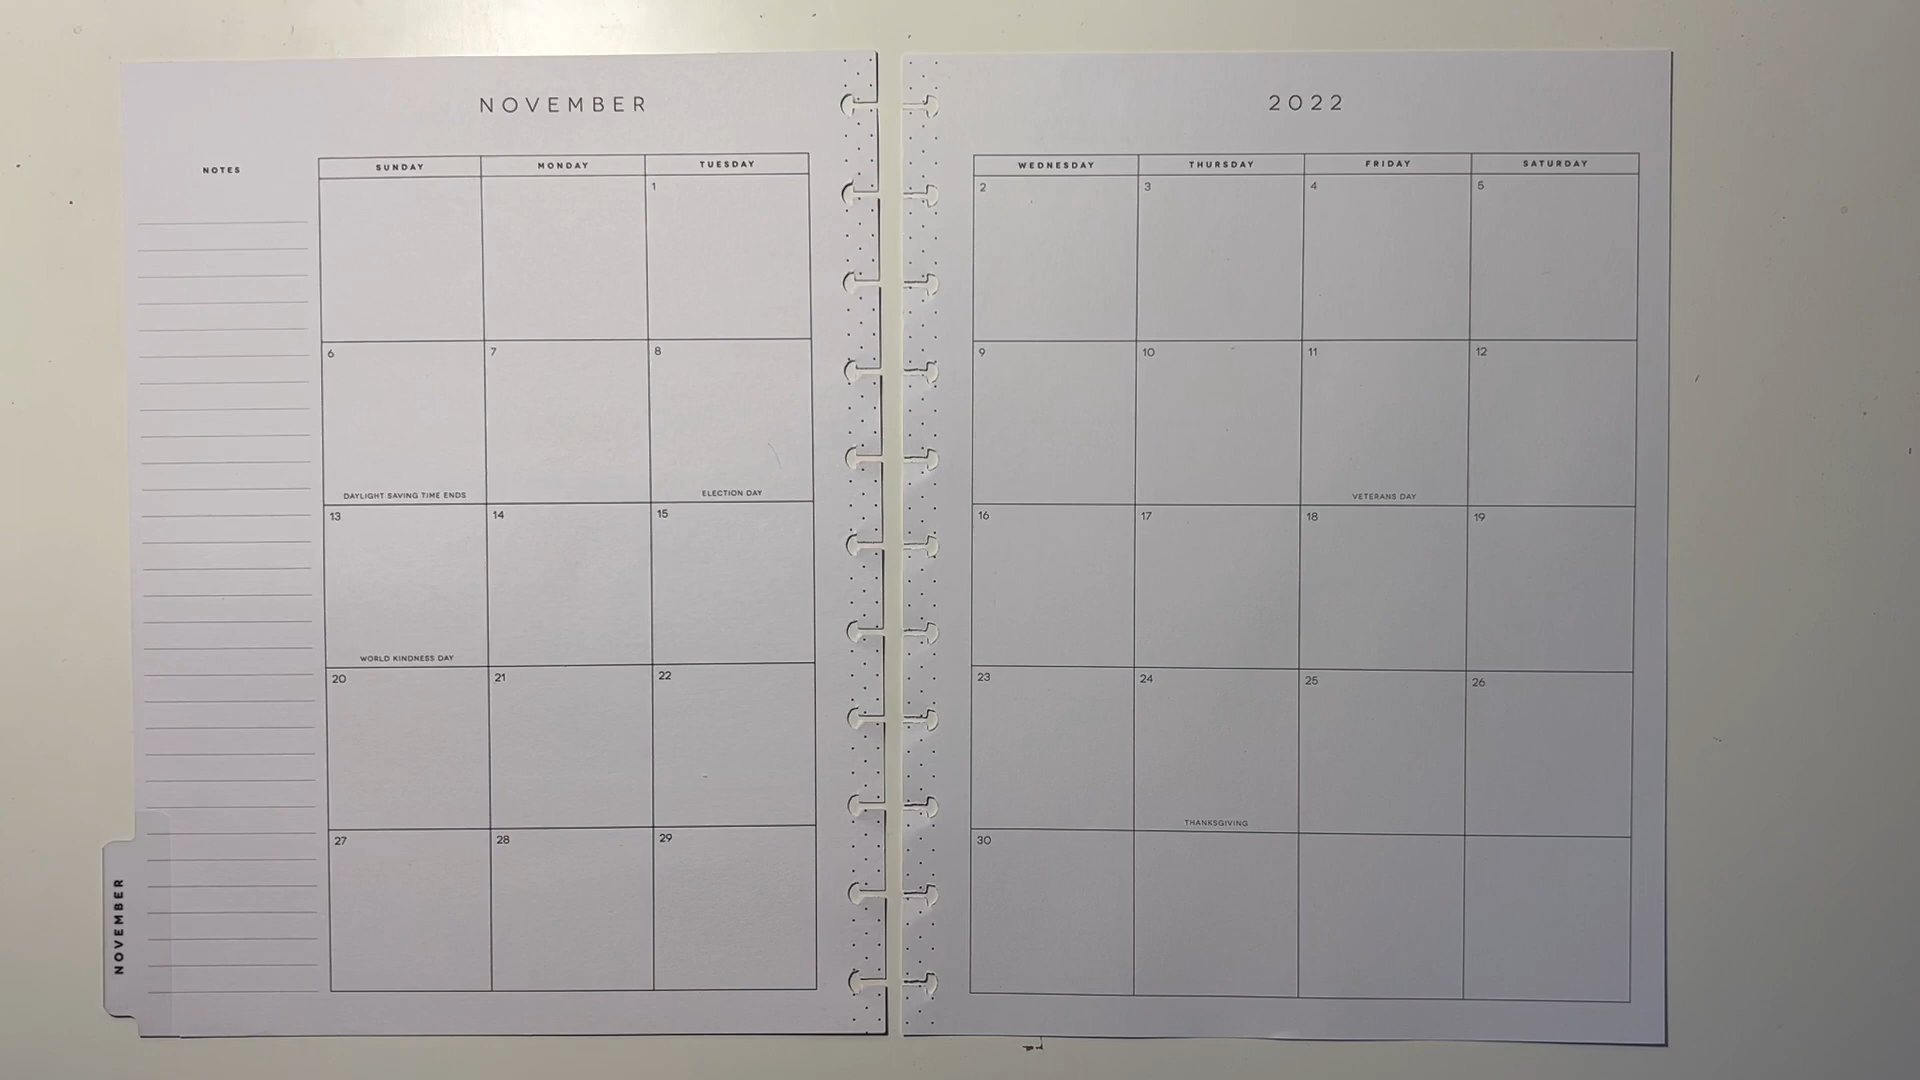 NOVEMBER
2022
NOTES
SUNDAY MONDAY TUESDAY WEDNESDAY THURSDAY FRIDAY SATURDAY
1 2 3 4 5
6 7 8 9 10 11 12
DAYLIGHT SAVING TIME ENDS ELECTION DAY VETERANS DAY
13 14 15 16 17 18 19
WORLD KINDNESS DAY
20 21 22 23 24 25 26
THANKSGIVING
27 28 29 30
NOVEMBER